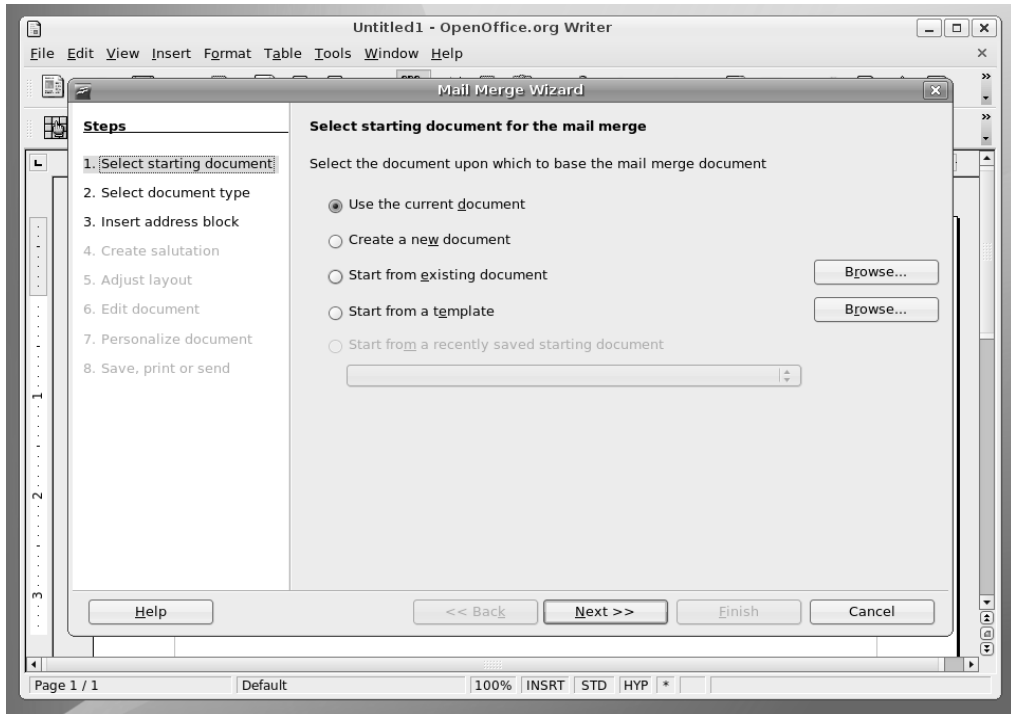 Untitled1 - OpenOffice.org Writer
File Edit View Insert Format Table Tools Window Help
Mail Merge Wizard
Steps
1. Select starting document
2. Select document type
3. Insert address block
4. Create salutation
5. Adjust layout
6. Edit document
7. Personalize document
8. Save, print or send
Select starting document for the mail merge
Select the document upon which to base the mail merge document
Use the current document
Create a new document
Start from existing document
Browse...
Start from a template
Browse...
Start from a recently saved starting document
Help
<< Back
Next >>
Finish
Cancel
1
2
3
Page 1 / 1
Default
100%
INSRT
STD
HYP
*